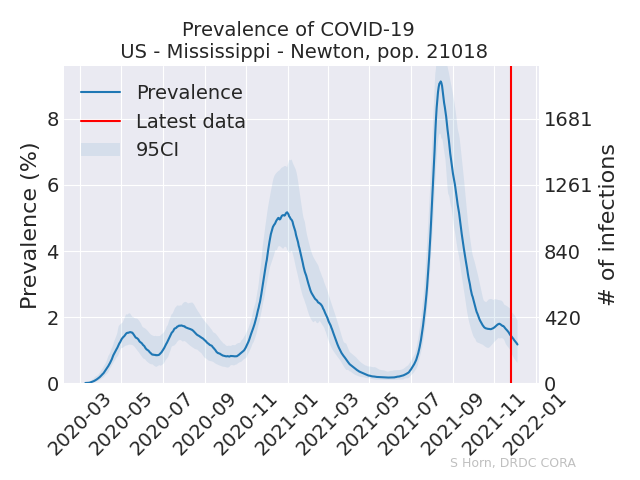 Prevalence of COVID-19
US - Mississippi - Newton, pop. 21018
Prevalence
Latest data
95CI
Prevalence (%)
8
6
4
2
0
# of infections
1681
1261
840
420
0
2020-03
2020-05
2020-07
2020-09
2020-11
2021-01
2021-03
2021-05
2021-07
2021-09
2021-11
2022-01
S Horn, DRDC CORA